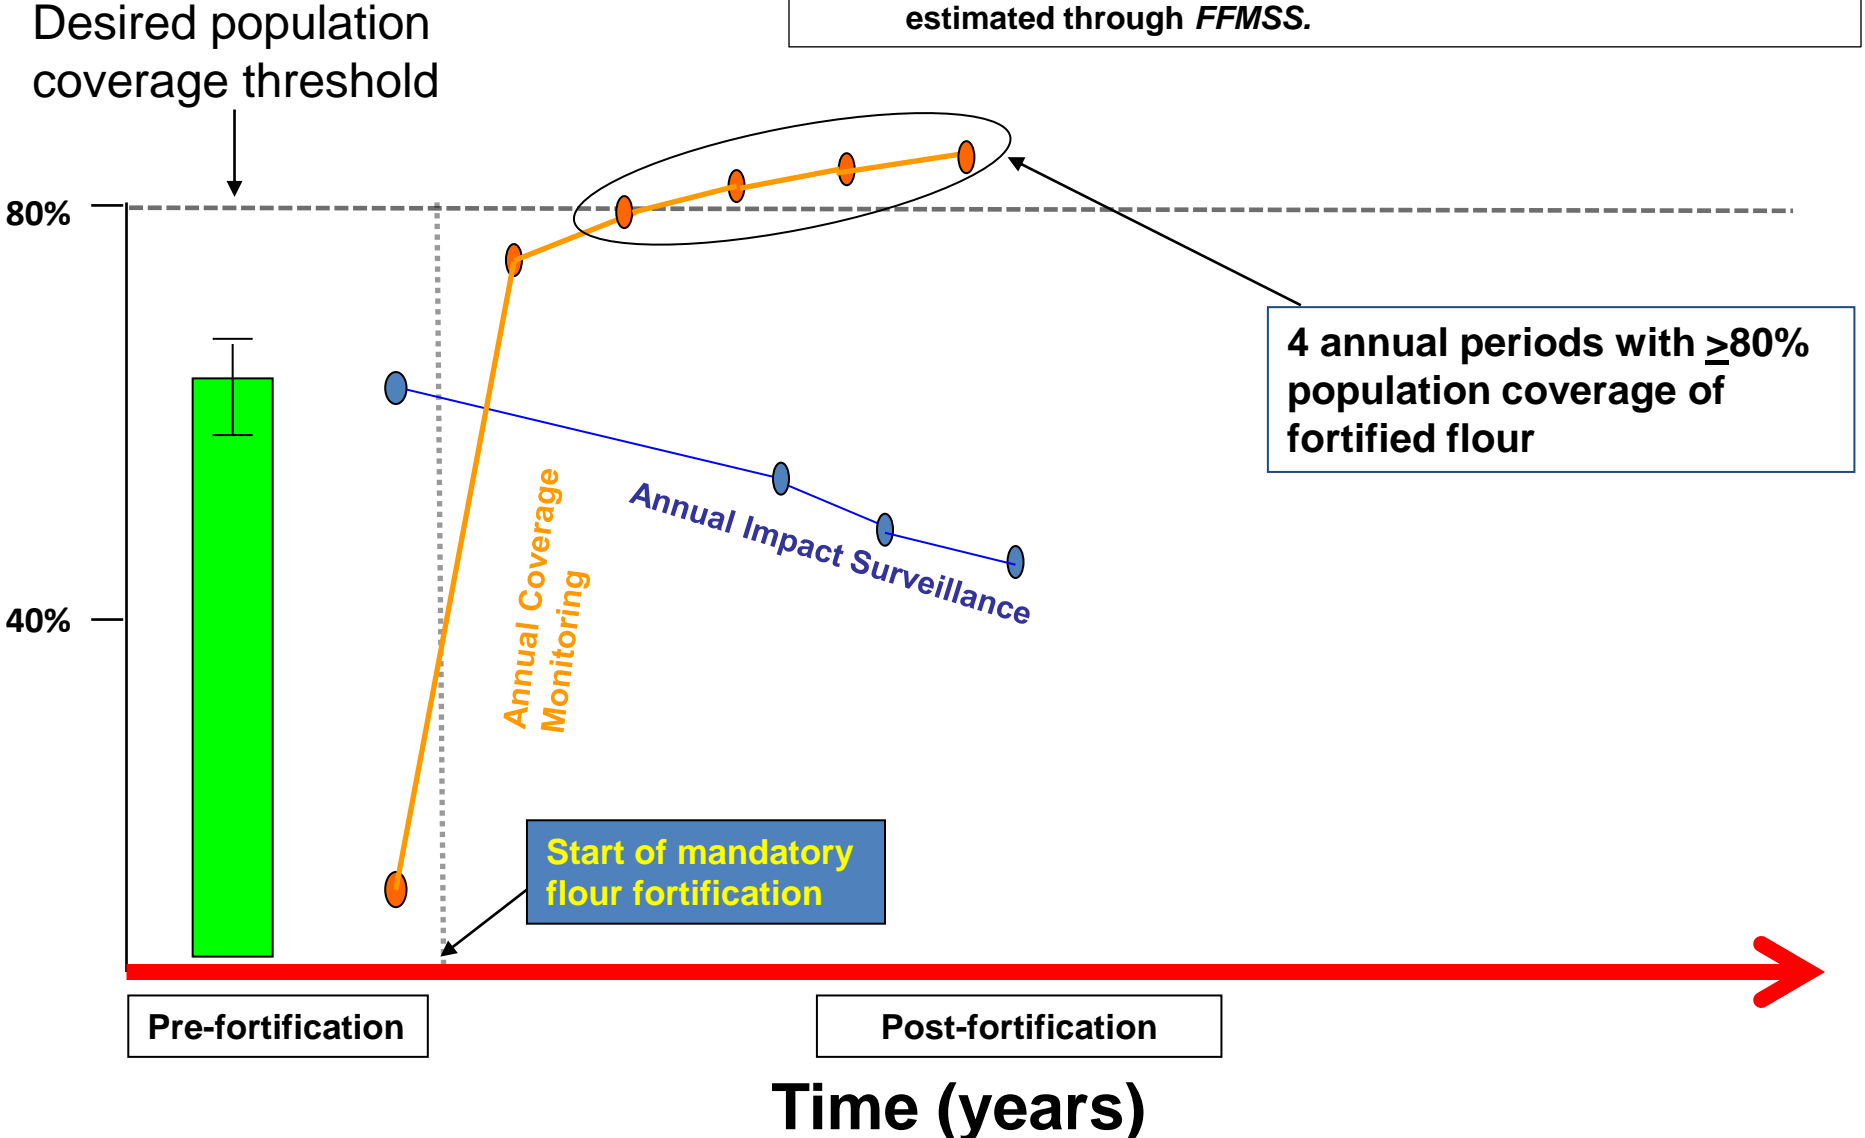 estimated through FFMSS.
Desired population
coverage threshold
80%
4 annual periods with >80%
population coverage of
fortified flour
Annual Coverage
Monitoring
Annual Impact Surveillance
40%
Start of mandatory
flour fortification
Pre-fortification
Post-fortification
Time (years)